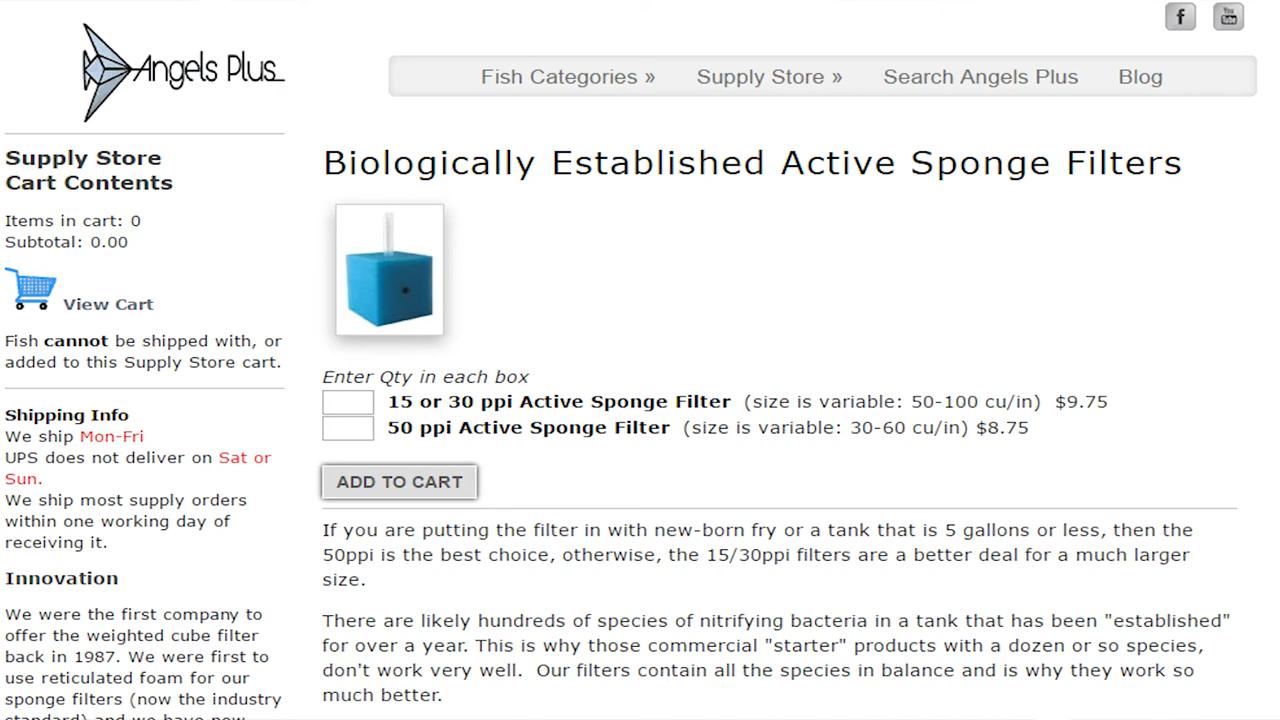 f
You Tube
Angels Plus
Fish Categories »
Supply Store »
Search Angels Plus
Blog
Supply Store
Cart Contents
Items in cart: 0
Subtotal: 0.00
View Cart
Fish cannot be shipped with, or
added to this Supply Store cart.
Shipping Info
We ship Mon-Fri
UPS does not deliver on Sat or
Sun.
We ship most supply orders
within one working day of
receiving it.
Innovation
We were the first company to
offer the weighted cube filter
back in 1987. We were first to
use reticulated foam for our
sponge filters (now the industry
standard) and we have now
Biologically Established Active Sponge Filters
Enter Qty in each box
15 or 30 ppi Active Sponge Filter (size is variable: 50-100 cu/in) $9.75
50 ppi Active Sponge Filter (size is variable: 30-60 cu/in) $8.75
ADD TO CART
If you are putting the filter in with new-born fry or a tank that is 5 gallons or less, then the
50ppi is the best choice, otherwise, the 15/30ppi filters are a better deal for a much larger
size.
There are likely hundreds of species of nitrifying bacteria in a tank that has been "established"
for over a year. This is why those commercial "starter" products with a dozen or so species,
don't work very well. Our filters contain all the species in balance and is why they work so
much better.